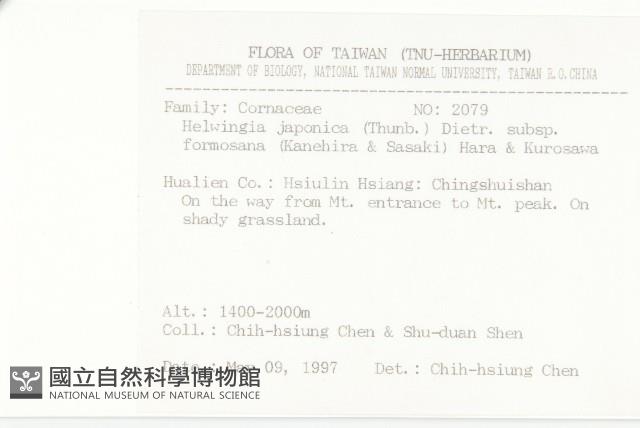 FLORA OF TAIWAN (TNU-HERBARIUM)
DEPARTMENT OF BIOLOGY, NATIONAL TAIWAN NORMAL UNIVERSITY, TAIWAN R.O.CHINA
Family: Cornaceae NO: 2079
Helwingia japonica (Thunb.) Dietr. subsp.
formosana (Kanehira & Sasaki) Hara & Kurosawa
Hualien Co.: Hsiulin Hsiang: Chingshuishan
On the way from Mt. entrance to Mt. peak. On
shady grassland.
Alt.: 1400-2000m
Coll.: Chih-hsiung Chen & Shu-duan Shen
09, 1997 Det.: Chih-hsiung Chen
國立自然科學博物館
NATIONAL MUSEUM OF NATURAL SCIENCE